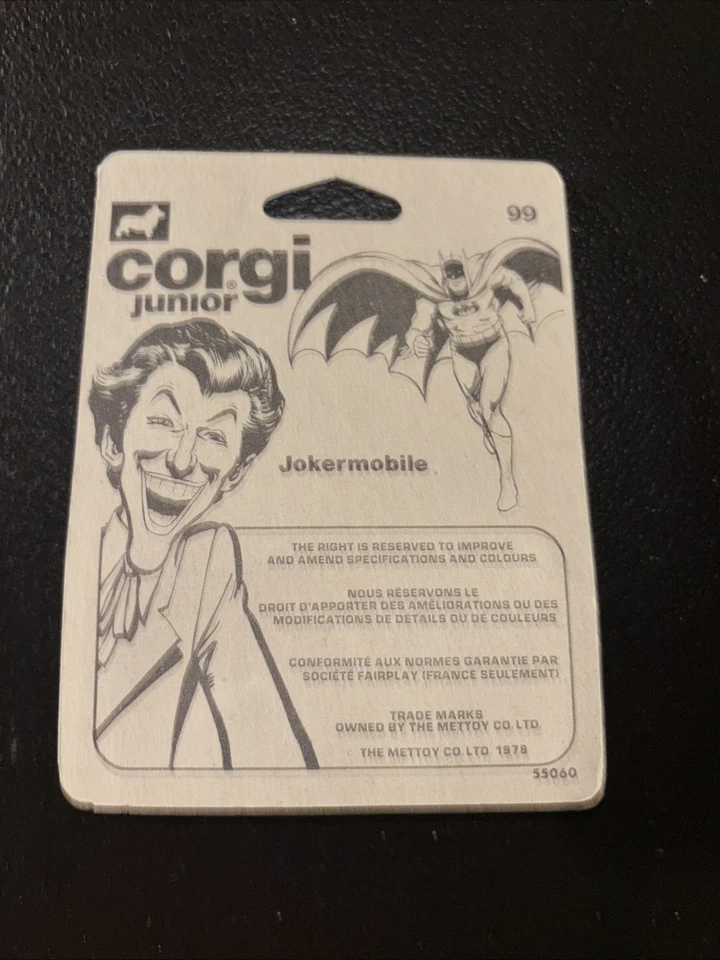 99
corgi®
junior
Jokermobile
THE RIGHT IS RESERVED TO IMPROVE
AND AMEND SPECIFICATIONS AND COLOURS
NOUS RÉSERVONS LE
DROIT D'APPORTER DES AMÉLIORATIONS OU DES
MODIFICATIONS DE DETAILS OU DE COULEURS
CONFORMITÉ AUX NORMES GARANTIE PAR
SOCIÉTÉ FAIRPLAY (FRANCE SEULEMENT)
TRADE MARKS
OWNED BY THE METTOY CO. LTD.
THE METTOY CO. LTD. 1978
55060